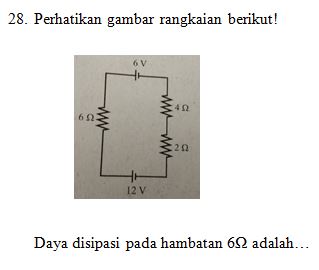 28. Perhatikan gambar rangkaian berikut!
6 V
4 Ω
6 Ω
2 Ω
12 V
Daya disipasi pada hambatan 6Ω adalah...